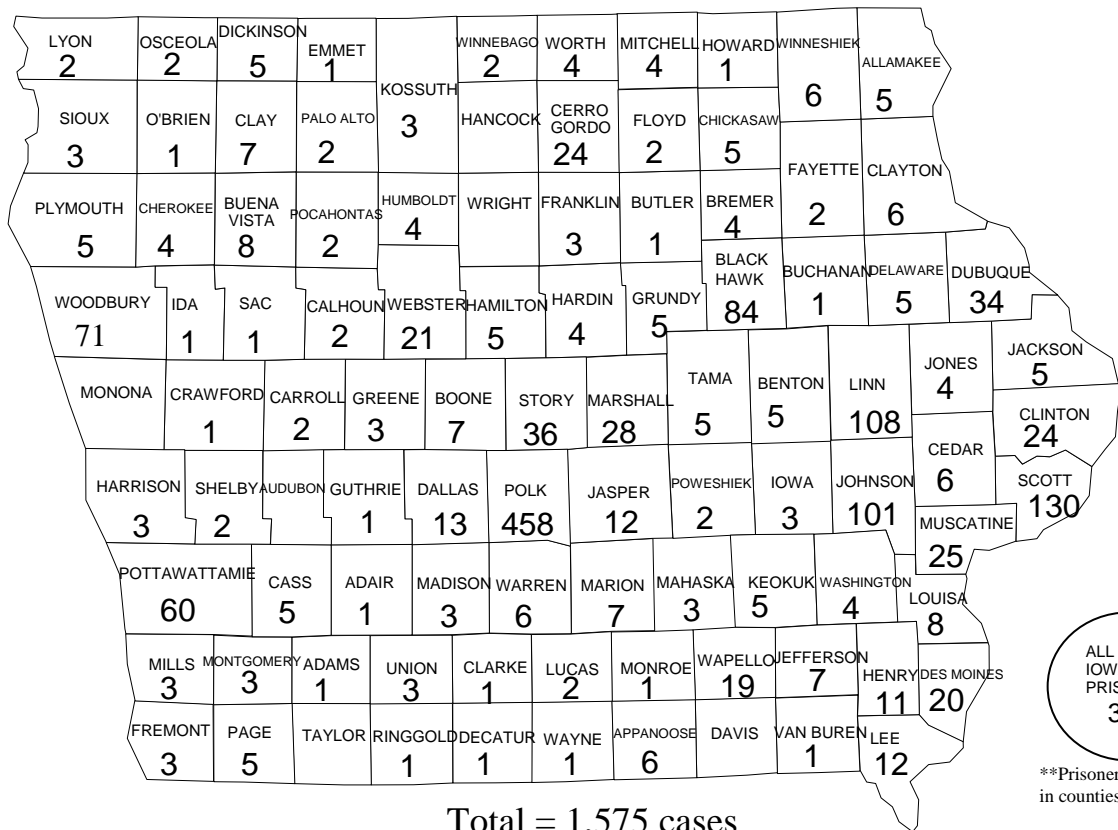 LYON
2
OSCEOLA
2
DICKINSON
5
EMMET
1
KOSSUTH
3
WINNEBAGO
2
WORTH
4
MITCHELL
4
HOWARD
1
WINNESHIEK
6
ALLAMAKEE
5
SIOUX
3
O'BRIEN
1
CLAY
7
PALO ALTO
2
HANCOCK
CERRO
GORDO
24
FLOYD
2
CHICKASAW
5
FAYETTE
2
CLAYTON
6
PLYMOUTH
5
CHEROKEE
4
BUENA
VISTA
8
POCAHONTAS
2
HUMBOLDT
4
WRIGHT
FRANKLIN
3
BUTLER
1
BREMER
4
WOODBURY
71
IDA
1
SAC
1
CALHOUN
2
WEBSTER
21
HAMILTON
5
HARDIN
4
GRUNDY
5
BLACK
HAWK
84
BUCHANAN
1
DELAWARE
5
DUBUQUE
34
MONONA
CRAWFORD
1
CARROLL
2
GREENE
3
BOONE
7
STORY
36
MARSHALL
28
TAMA
5
BENTON
5
LINN
108
JONES
4
JACKSON
5
CLINTON
24
HARRISON
3
SHELBY
2
AUDUBON
GUTHRIE
1
DALLAS
13
POLK
458
JASPER
12
POWESHIEK
2
IOWA
3
JOHNSON
101
CEDAR
6
SCOTT
130
MUSCATINE
25
POTTAWATTAMIE
60
CASS
5
ADAIR
1
MADISON
3
WARREN
6
MARION
7
MAHASKA
3
KEOKUK
5
WASHINGTON
4
LOUISA
8
MILLS
3
MONTGOMERY
3
ADAMS
1
UNION
3
CLARKE
1
LUCAS
2
MONROE
1
WAPELLO
19
JEFFERSON
7
HENRY
11
DES MOINES
20
FREMONT
3
PAGE
5
TAYLOR
RINGGOLD
1
DECATUR
1
WAYNE
1
APPANOOSE
6
DAVIS
VAN BUREN
1
LEE
12
ALL
IOW
PRIS
3
**Prisoner
in counties
Total = 1,575 cases